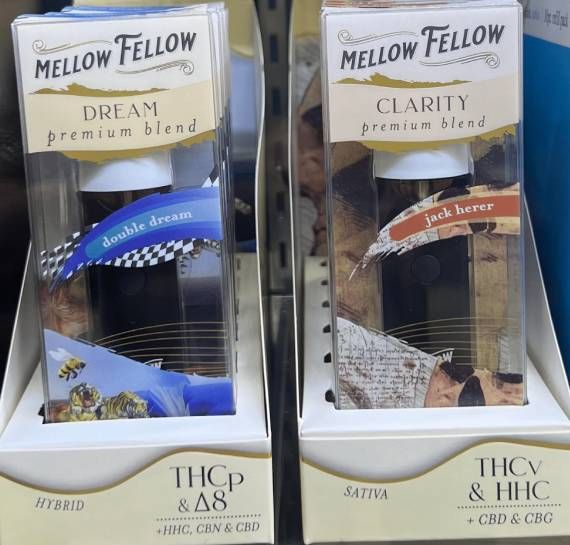 MELLOW FELLOW
DREAM
premium blend
double dream
HYBRID
THCp
& Δ8
+HHC, CBN & CBD
MELLOW FELLOW
CLARITY
premium blend
jack herer
SATIVA
THCv
& HHC
+ CBD & CBG